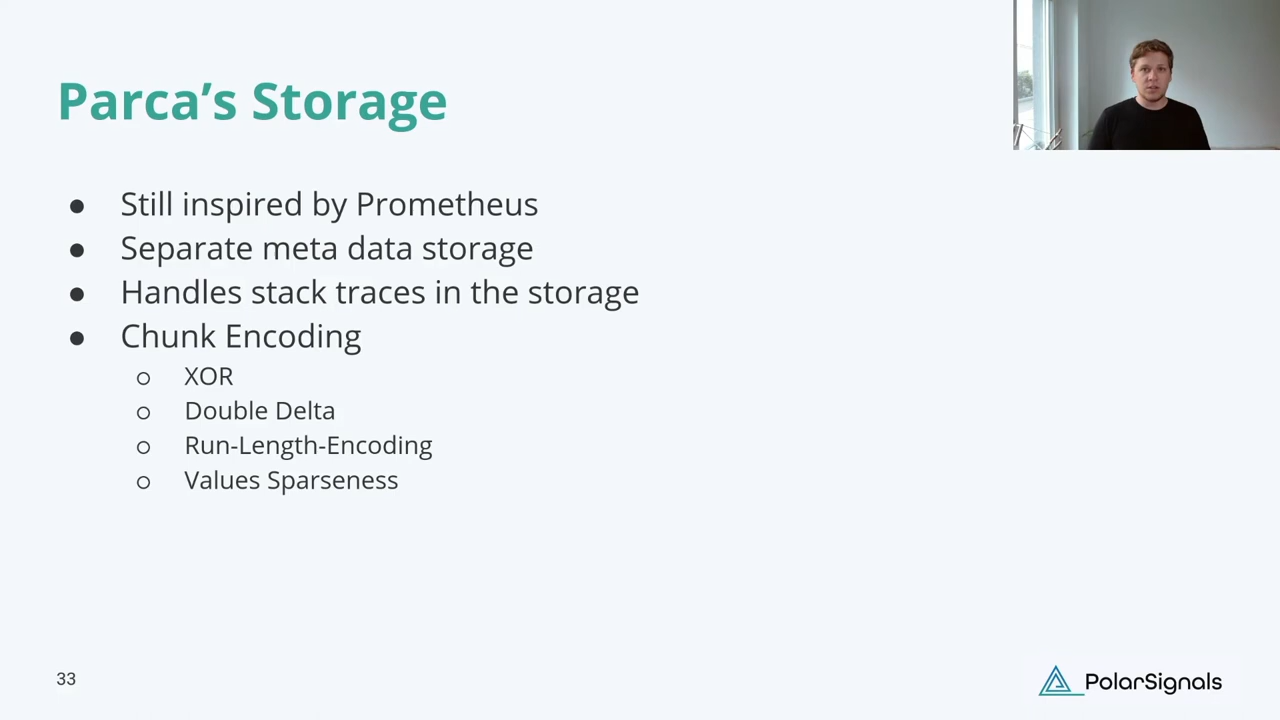 Parca's Storage
● Still inspired by Prometheus
● Separate meta data storage
● Handles stack traces in the storage
● Chunk Encoding
○ XOR
○ Double Delta
○ Run-Length-Encoding
○ Values Sparseness
33
PolarSignals